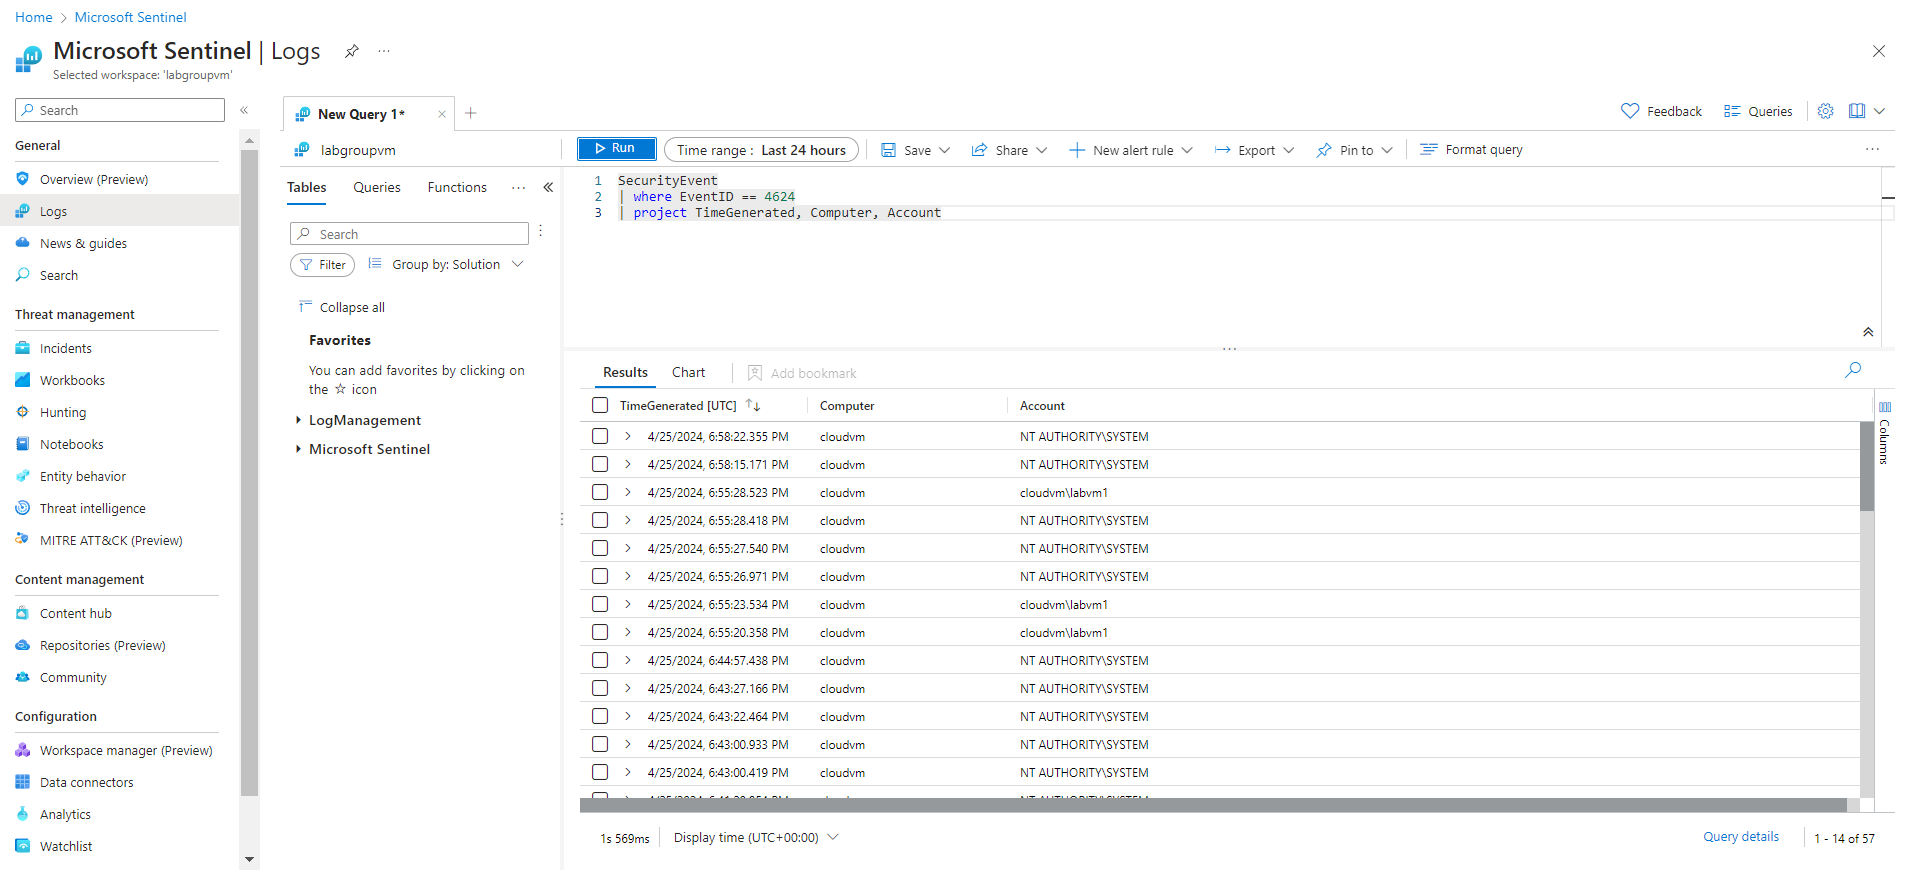 Home > Microsoft Sentinel
Microsoft Sentinel | Logs
Selected workspace: 'labgroupvm'
Search
General
Overview (Preview)
Logs
News & guides
Search
Threat management
Incidents
Workbooks
Hunting
Notebooks
Entity behavior
Threat intelligence
MITRE ATT&CK (Preview)
Content management
Content hub
Repositories (Preview)
Community
Configuration
Workspace manager (Preview)
Data connectors
Analytics
Watchlist
New Query 1*
Feedback
Queries
labgroupvm
Run
Time range : Last 24 hours
Save
Share
New alert rule
Export
Pin to
Format query
Tables
Queries
Functions
Search
Filter
Group by: Solution
Collapse all
Favorites
You can add favorites by clicking on
the ☆ icon
LogManagement
Microsoft Sentinel
1 SecurityEvent
2 | where EventID == 4624
3 | project TimeGenerated, Computer, Account
Results
Chart
Add bookmark
TimeGenerated [UTC] Computer Account
4/25/2024, 6:58:22.355 PM cloudvm NT AUTHORITY\SYSTEM
4/25/2024, 6:58:15.171 PM cloudvm NT AUTHORITY\SYSTEM
4/25/2024, 6:55:28.523 PM cloudvm cloudvm\labvm1
4/25/2024, 6:55:28.418 PM cloudvm NT AUTHORITY\SYSTEM
4/25/2024, 6:55:27.540 PM cloudvm NT AUTHORITY\SYSTEM
4/25/2024, 6:55:26.971 PM cloudvm NT AUTHORITY\SYSTEM
4/25/2024, 6:55:23.534 PM cloudvm cloudvm\labvm1
4/25/2024, 6:55:20.358 PM cloudvm cloudvm\labvm1
4/25/2024, 6:44:57.438 PM cloudvm NT AUTHORITY\SYSTEM
4/25/2024, 6:43:27.166 PM cloudvm NT AUTHORITY\SYSTEM
4/25/2024, 6:43:22.464 PM cloudvm NT AUTHORITY\SYSTEM
4/25/2024, 6:43:00.933 PM cloudvm NT AUTHORITY\SYSTEM
4/25/2024, 6:43:00.419 PM cloudvm NT AUTHORITY\SYSTEM
Columns
1s 569ms
Display time (UTC+00:00)
Query details
1 - 14 of 57